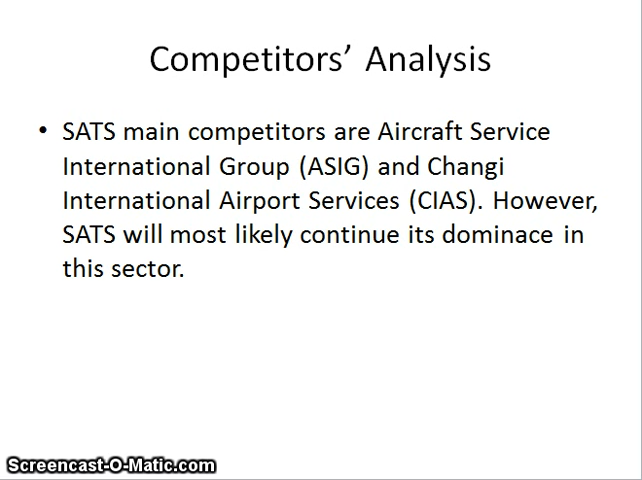 Competitors’ Analysis
• SATS main competitors are Aircraft Service
International Group (ASIG) and Changi
International Airport Services (CIAS). However,
SATS will most likely continue its dominace in
this sector.
Screencast-O-Matic.com